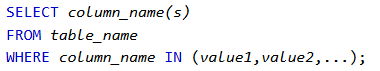 SELECT column_name(s)
FROM table_name
WHERE column_name IN (value1,value2,...);